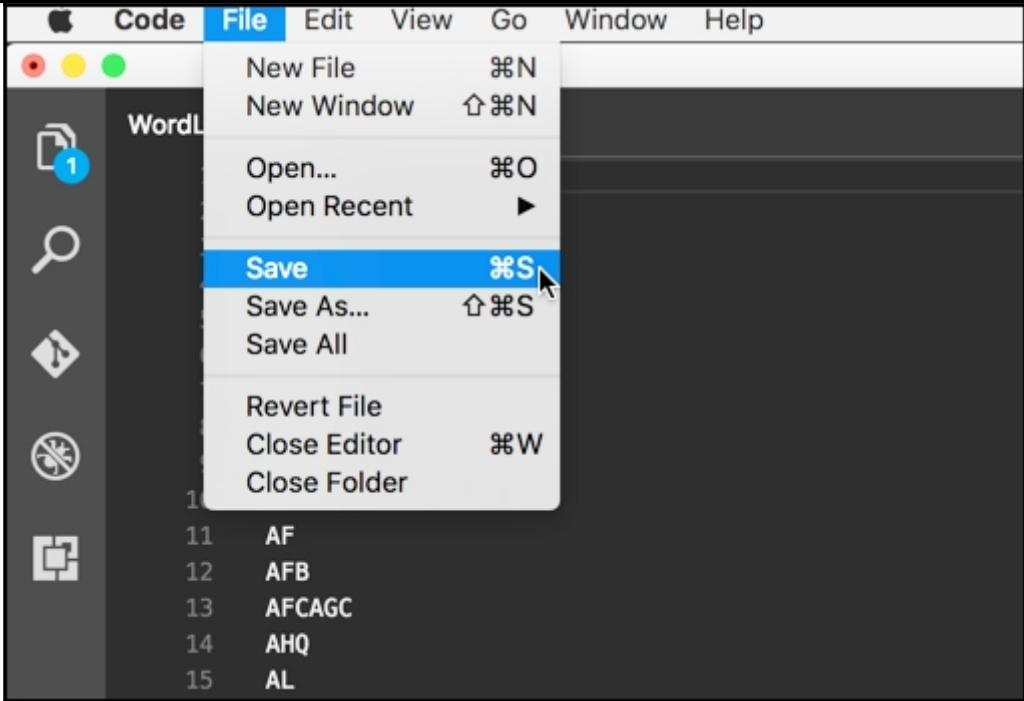 Code File Edit View Go Window Help
New File ⌘N
New Window ⇧⌘N
WordL
1
Open... ⌘O
Open Recent ▶
Save ⌘S
Save As... ⇧⌘S
Save All
Revert File
Close Editor ⌘W
Close Folder
11 AF
12 AFB
13 AFCAGC
14 AHQ
15 AL